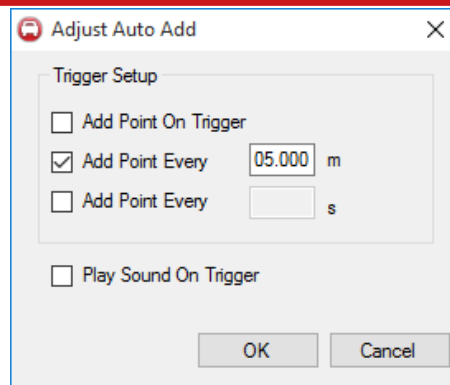 Adjust Auto Add
Trigger Setup
Add Point On Trigger
Add Point Every 05.000 m
Add Point Every s
Play Sound On Trigger
OK Cancel